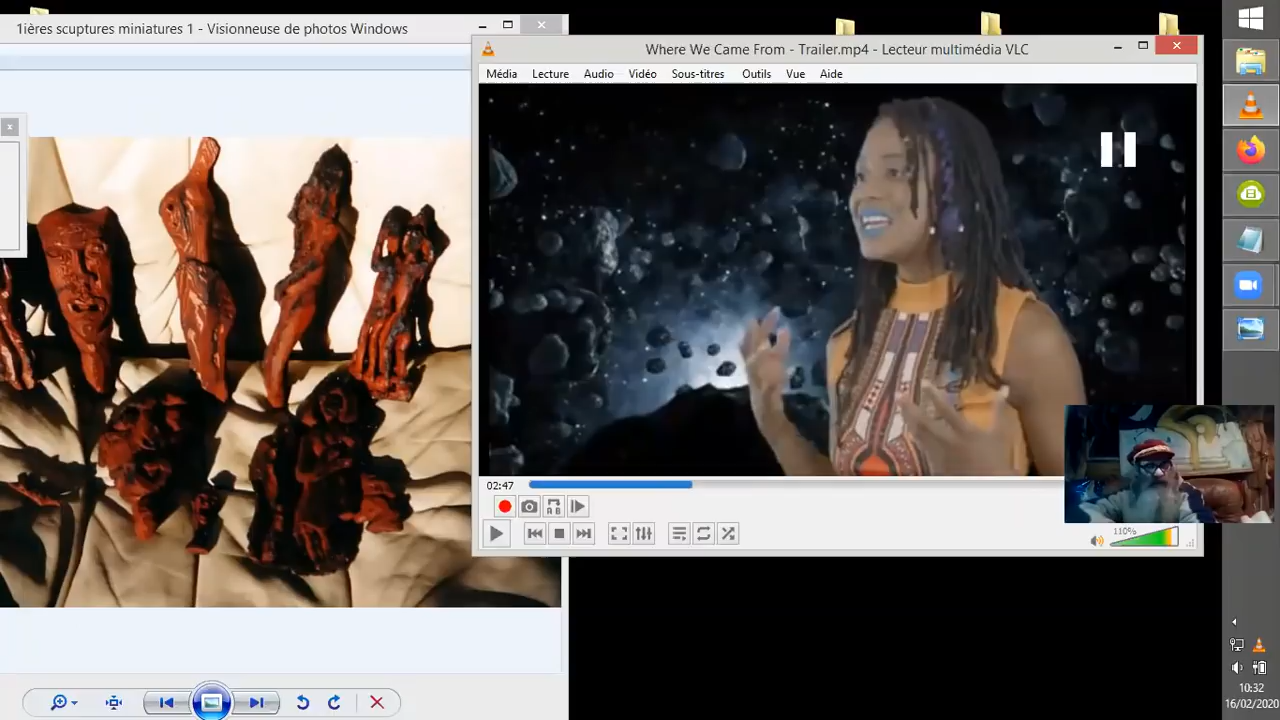 1ières scuptures miniatures 1 - Visionneuse de photos Windows
Where We Came From - Trailer.mp4 - Lecteur multimédia VLC
Média Lecture Audio Vidéo Sous-titres Outils Vue Aide
02:47
110%
10:32
16/02/2020